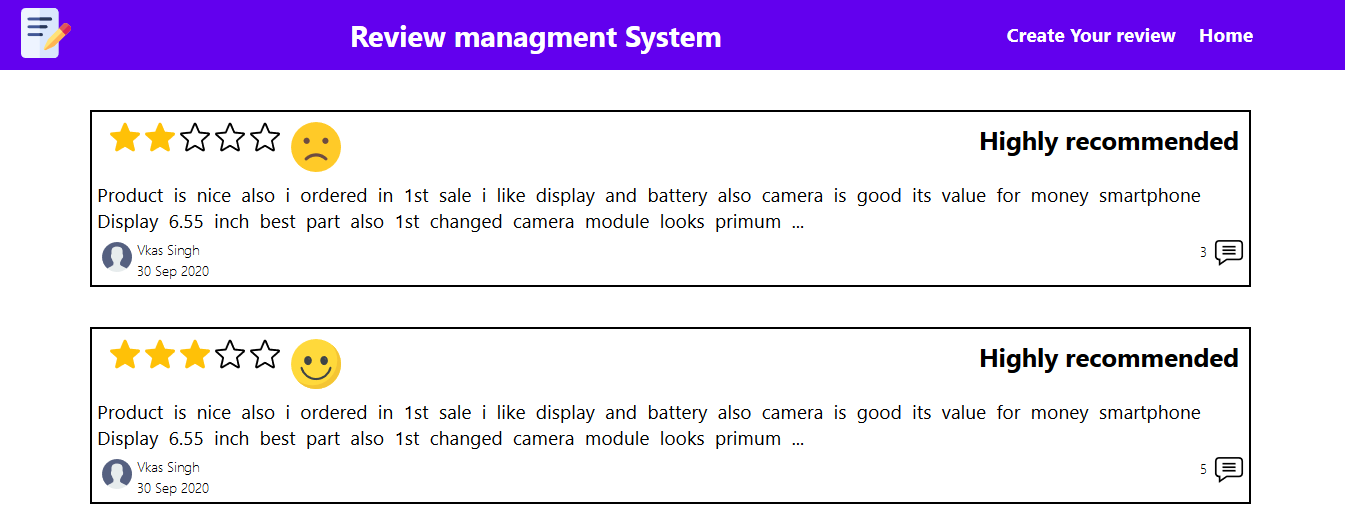 Review managment System
Create Your review
Home
Highly recommended
Product is nice also i ordered in 1st sale i like display and battery also camera is good its value for money smartphone
Display 6.55 inch best part also 1st changed camera module looks primum ...
Vkas Singh
30 Sep 2020
3
Highly recommended
Product is nice also i ordered in 1st sale i like display and battery also camera is good its value for money smartphone
Display 6.55 inch best part also 1st changed camera module looks primum ...
Vkas Singh
30 Sep 2020
5